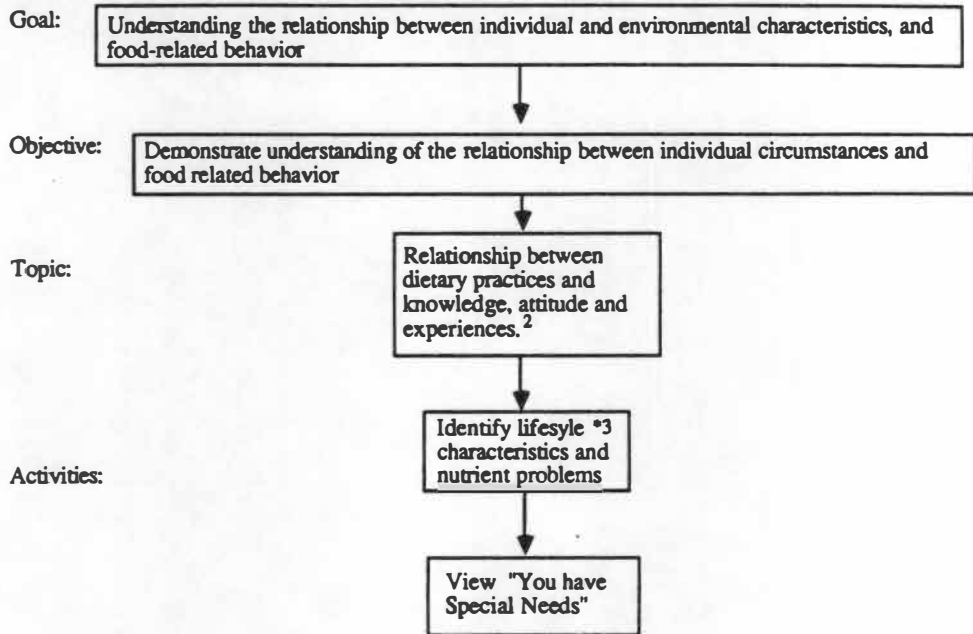 Goal:
Understanding the relationship between individual and environmental characteristics, and
food-related behavior
Objective:
Demonstrate understanding of the relationship between individual circumstances and
food related behavior
Topic:
Relationship between
dietary practices and
knowledge, attitude and
experiences.²
Activities:
Identify lifesyle *3
characteristics and
nutrient problems
View "You have
Special Needs"